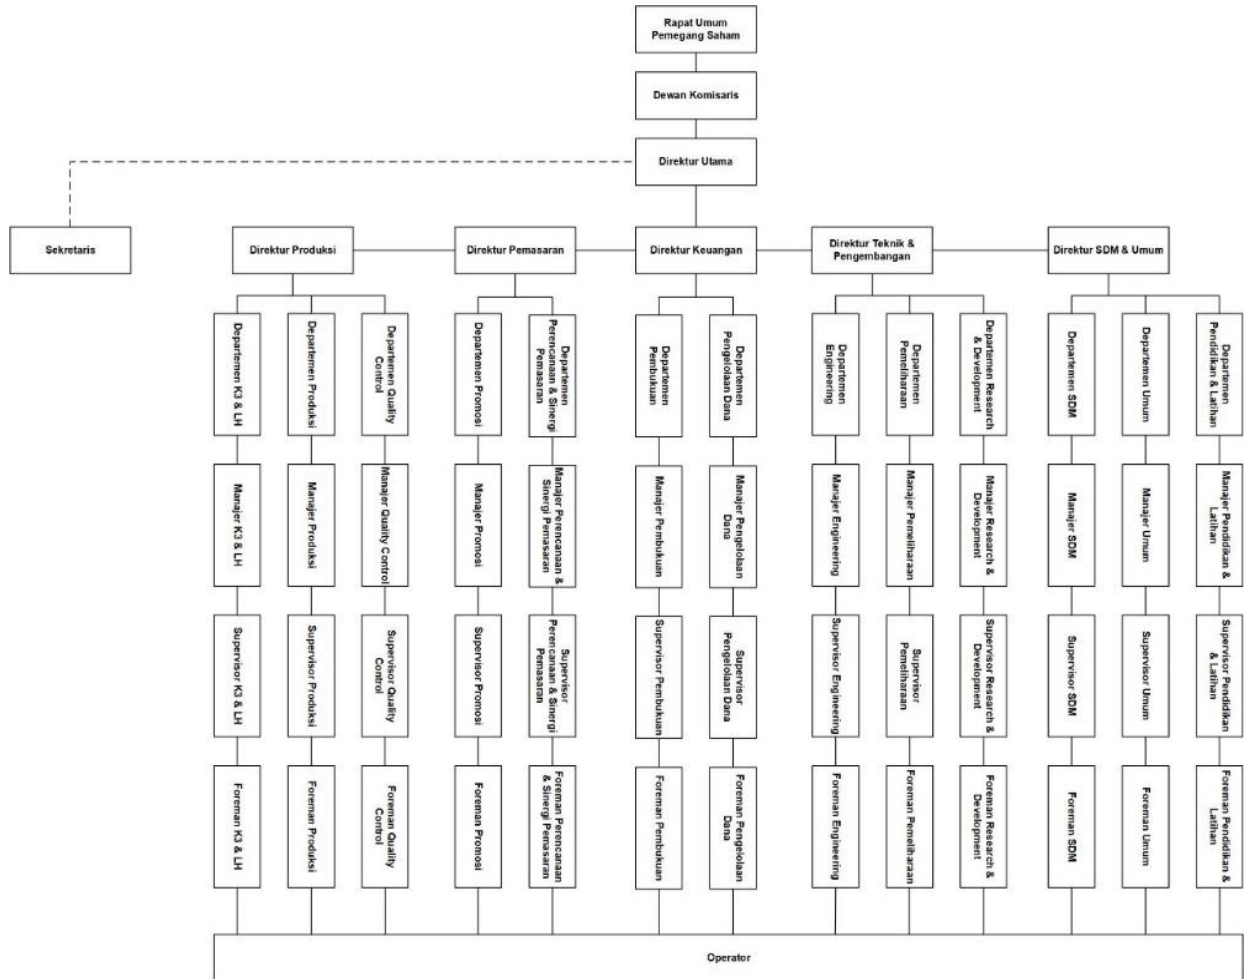 Rapat Umum
Pemegang Saham
Dewan Komisaris
Direktur Utama
Sekretaris
Direktur Produksi
Direktur Pemasaran
Direktur Keuangan
Direktur Teknik &
Pengembangan
Direktur SDM & Umum
Departemen K3 & LH
Departemen Produksi
Departemen Quality
Control
Departemen Promosi
Departemen
Perencanaan & Sinergi
Pemasaran
Departemen
Pembukuan
Departemen
Pengelolaan Dana
Departemen
Engineering
Departemen
Pemeliharaan
Departemen Research
& Development
Departemen SDM
Departemen Umum
Departemen
Pendidikan & Latihan
Manajer K3 & LH
Manajer Produksi
Manajer Quality Control
Manajer Promosi
Manajer Perencanaan &
Sinergi Pemasaran
Manajer Pembukuan
Manajer Pengelolaan
Dana
Manajer Engineering
Manajer Pemeliharaan
Manajer Research &
Development
Manajer SDM
Manajer Umum
Manajer Pendidikan &
Latihan
Supervisor K3 & LH
Supervisor Produksi
Supervisor Quality
Control
Supervisor Promosi
Supervisor
Perencanaan & Sinergi
Pemasaran
Supervisor Pembukuan
Supervisor
Pengelolaan Dana
Supervisor Engineering
Supervisor
Pemeliharaan
Supervisor Research &
Development
Supervisor SDM
Supervisor Umum
Supervisor Pendidikan
& Latihan
Foreman K3 & LH
Foreman Produksi
Foreman Quality
Control
Foreman Promosi
Foreman Perencanaan
& Sinergi Pemasaran
Foreman Pembukuan
Foreman Pengelolaan
Dana
Foreman Engineering
Foreman Pemeliharaan
Foreman Research &
Development
Foreman SDM
Foreman Umum
Foreman Pendidikan &
Latihan
Operator